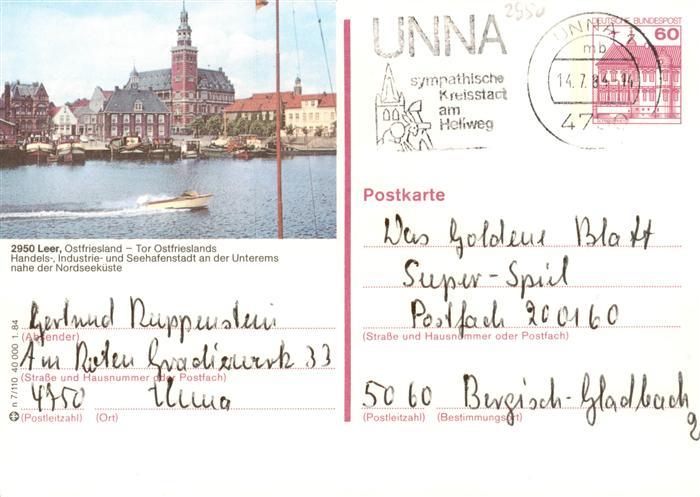 2950
UNNA
sympathische
Kreisstadt
am
Hellweg
UNNA
mb
14.7.84-14
DEUTSCHE BUNDESPOST
60
2950 Leer, Ostfriesland – Tor Ostfrieslands
Handels-, Industrie- und Seehafenstadt an der Unterems
nahe der Nordseeküste
n 7/110 40 000 1.84
Gertrud Ruppenstein
(Absender)
Am Roten Gradierwerk 33
(Straße und Hausnummer oder Postfach)
4750 Unna
(Postleitzahl) (Ort)
Postkarte
Das Goldene Blatt
Super-Spiel
Postfach 200160
(Straße und Hausnummer oder Postfach)
5060 Bergisch-Gladbach 2
(Postleitzahl) (Bestimmungsort)